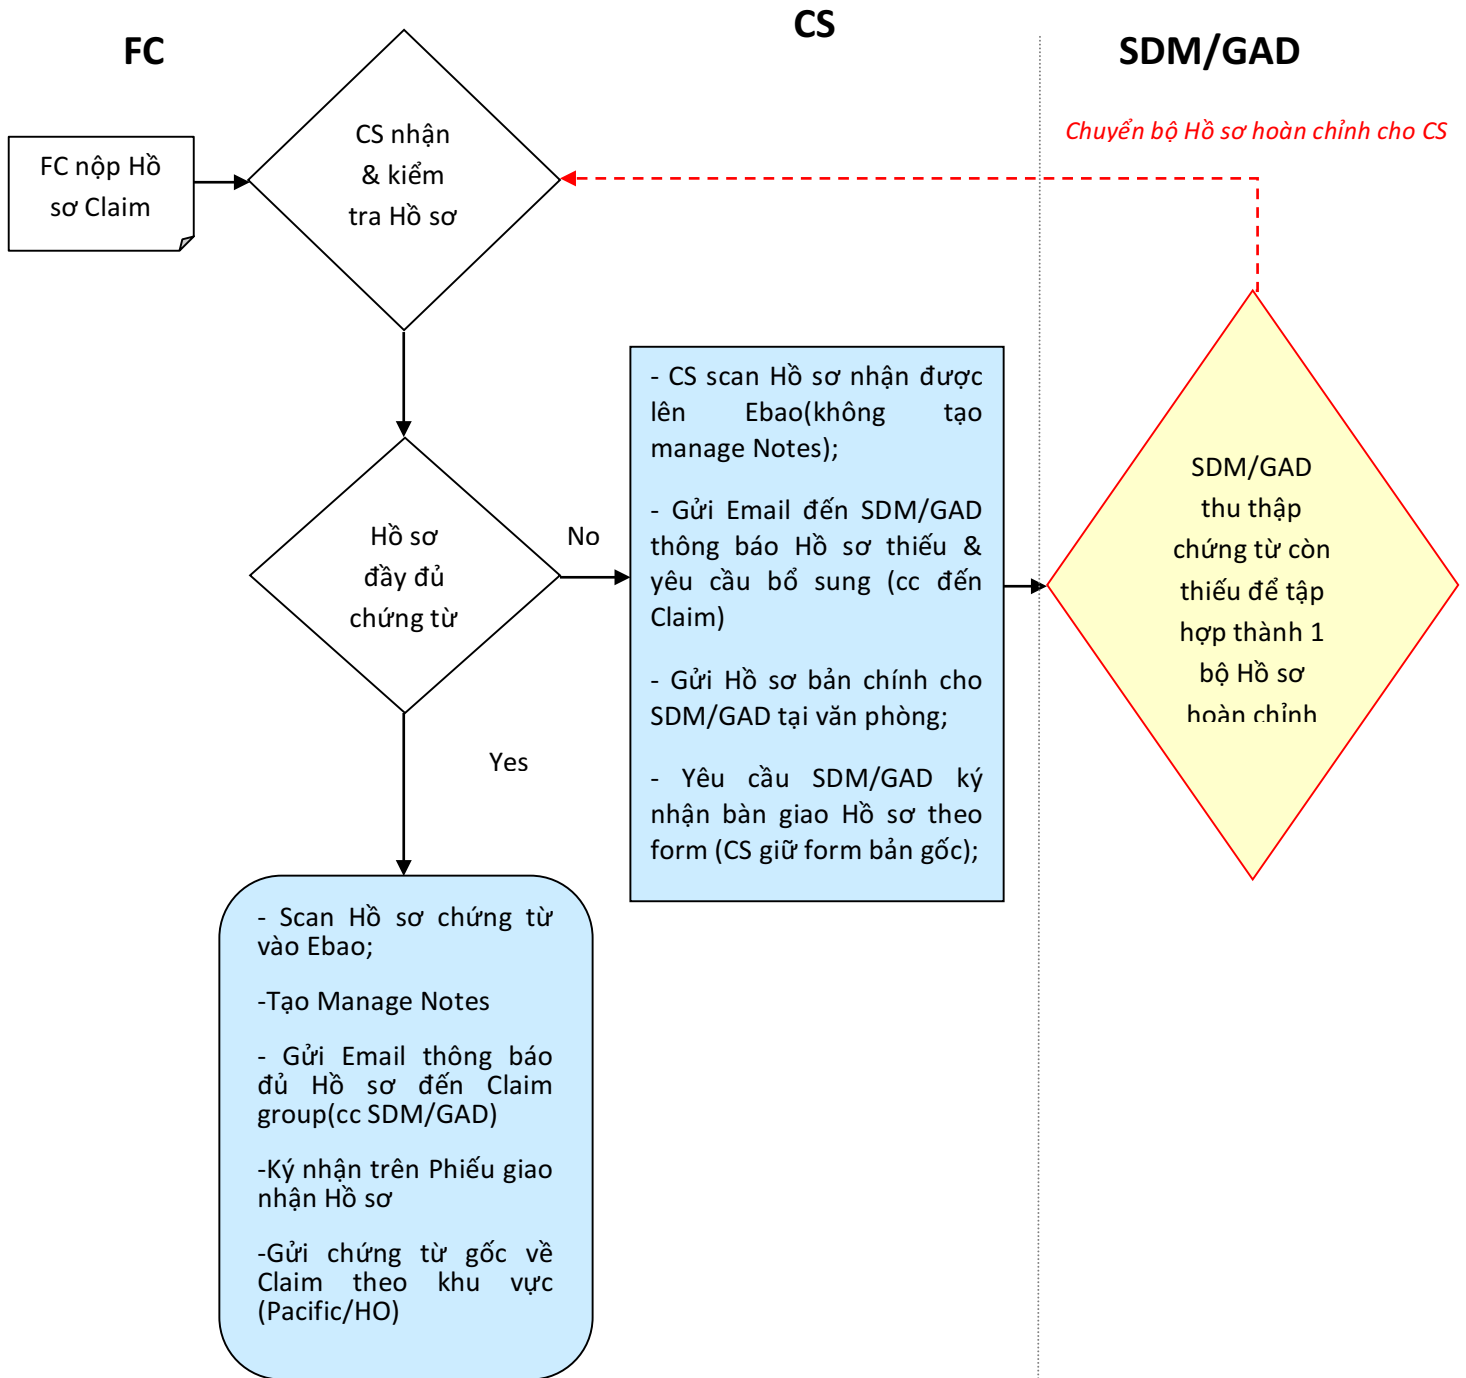 FC
CS
SDM/GAD
Chuyển bộ Hồ sơ hoàn chỉnh cho CS
FC nộp Hồ
sơ Claim
CS nhận
& kiểm
tra Hồ sơ
Hồ sơ
đầy đủ
chứng từ
No
Yes
- CS scan Hồ sơ nhận được
lên Ebao(không tạo
manage Notes);
- Gửi Email đến SDM/GAD
thông báo Hồ sơ thiếu &
yêu cầu bổ sung (cc đến
Claim)
- Gửi Hồ sơ bản chính cho
SDM/GAD tại văn phòng;
- Yêu cầu SDM/GAD ký
nhận bàn giao Hồ sơ theo
form (CS giữ form bản gốc);
SDM/GAD
thu thập
chứng từ còn
thiếu để tập
hợp thành 1
bộ Hồ sơ
hoàn chỉnh
- Scan Hồ sơ chứng từ
vào Ebao;
-Tạo Manage Notes
- Gửi Email thông báo
đủ Hồ sơ đến Claim
group(cc SDM/GAD)
-Ký nhận trên Phiếu giao
nhận Hồ sơ
-Gửi chứng từ gốc về
Claim theo khu vực
(Pacific/HO)